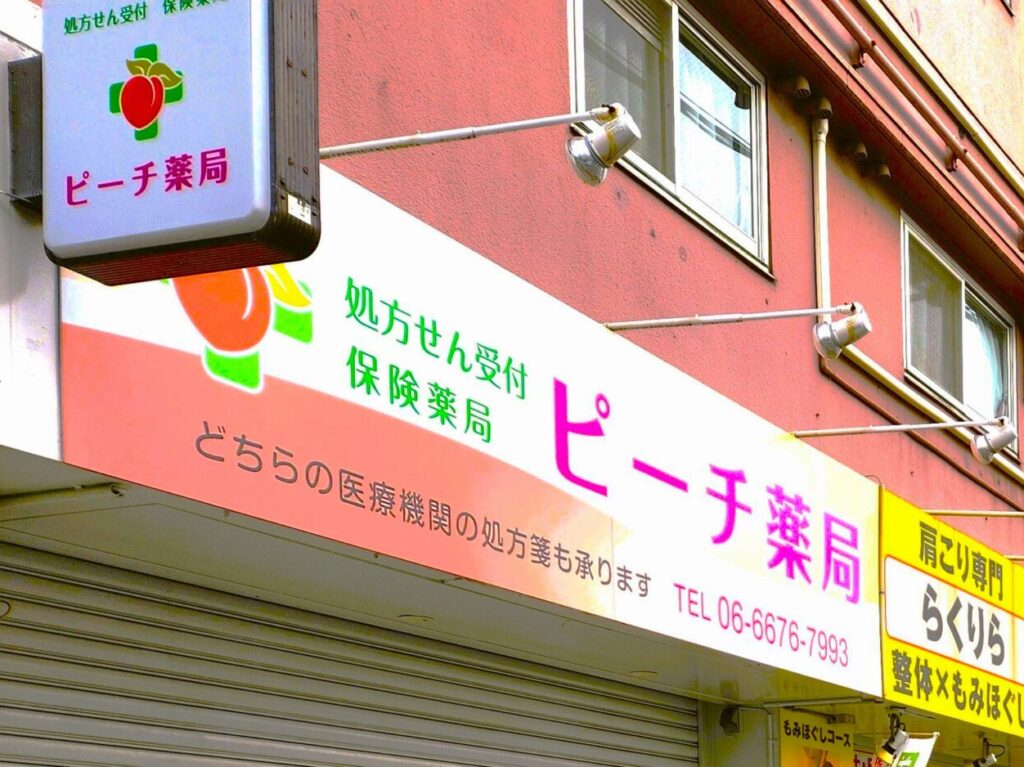 処方せん受付 保険薬局
ピーチ薬局
処方せん受付
保険薬局
ピーチ薬局
どちらの医療機関の処方箋も承ります
TEL 06-6676-7993
肩こり専門
らくりら
整体×もみほぐし
もみほぐしコース